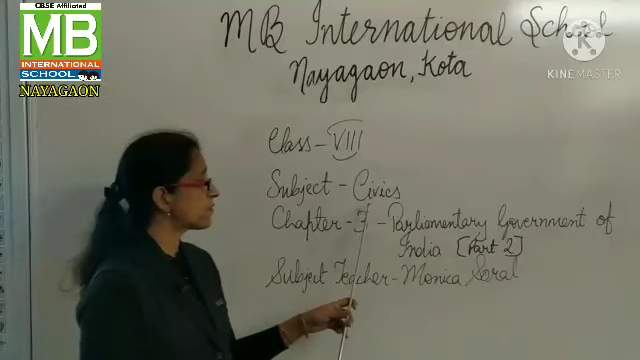 CBSE Affiliated
MB
INTERNATIONAL
SCHOOL
NAYAGAON
MB International School
Nayagaon, Kota
KINEMASTER
Class - VIII
Subject - Civics
Chapter - 7 - Parliamentary Government of
India [Part 2]
Subject Teacher - Monica Soral